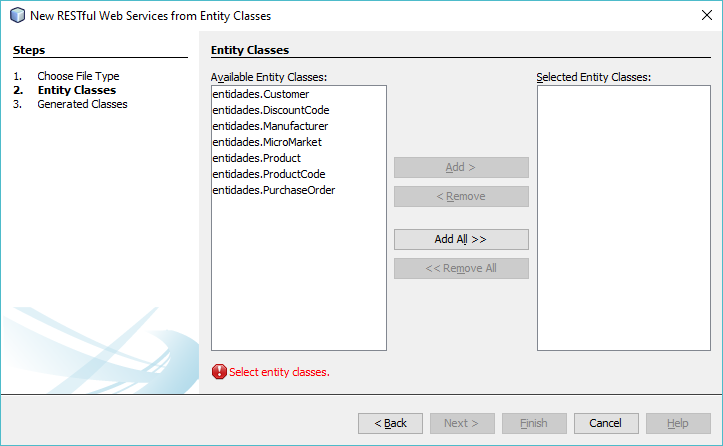 New RESTful Web Services from Entity Classes
Steps
1. Choose File Type
2. Entity Classes
3. Generated Classes
Entity Classes
Available Entity Classes:
entidades.Customer
entidades.DiscountCode
entidades.Manufacturer
entidades.MicroMarket
entidades.Product
entidades.ProductCode
entidades.PurchaseOrder
Add >
< Remove
Add All >>
<< Remove All
Selected Entity Classes:
Select entity classes.
< Back
Next >
Finish
Cancel
Help